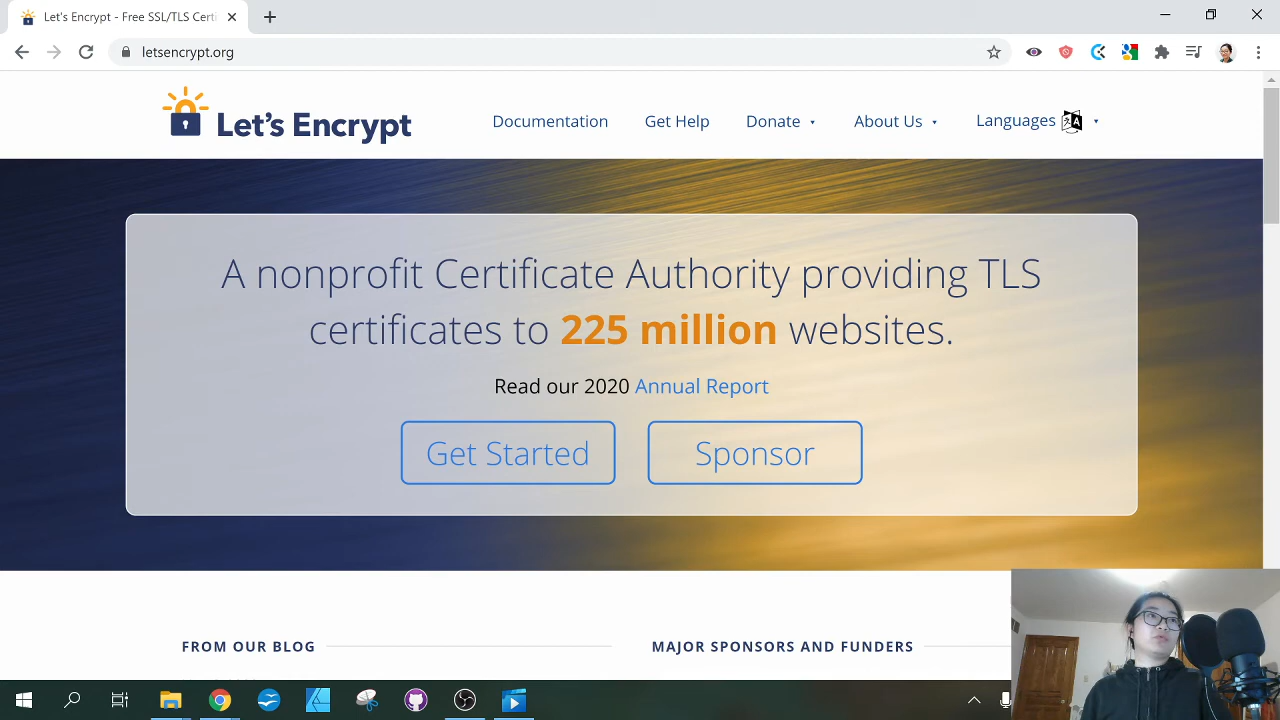 Let's Encrypt - Free SSL/TLS Certi
letsencrypt.org
Let's Encrypt
Documentation
Get Help
Donate
About Us
Languages
A nonprofit Certificate Authority providing TLS
certificates to 225 million websites.
Read our 2020 Annual Report
Get Started
Sponsor
FROM OUR BLOG
MAJOR SPONSORS AND FUNDERS